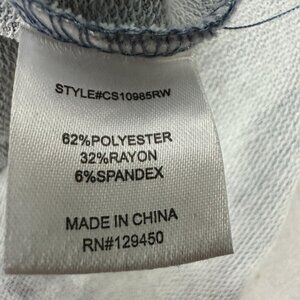 STYLE#CS10985RW
62%POLYESTER
32%RAYON
6%SPANDEX
MADE IN CHINA
RN#129450